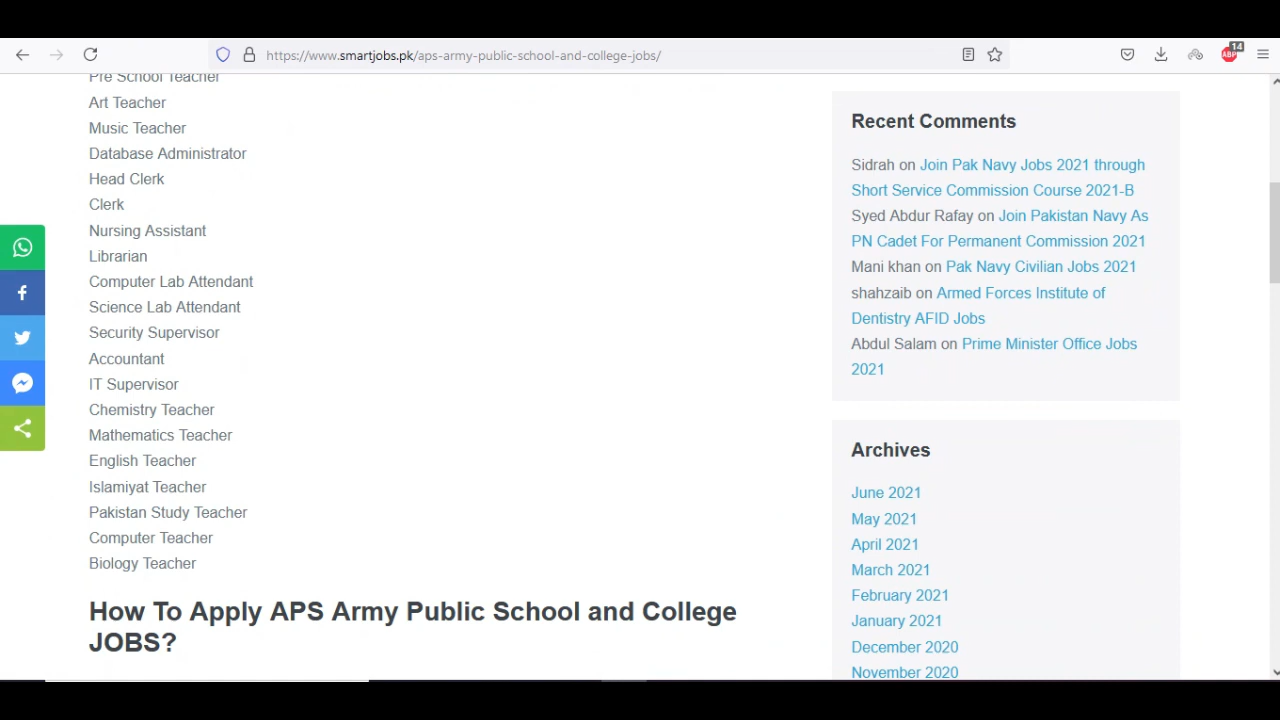 14
ABP
https://www.smartjobs.pk/aps-army-public-school-and-college-jobs/
Pre School Teacher
Art Teacher
Music Teacher
Database Administrator
Head Clerk
Clerk
Nursing Assistant
Librarian
Computer Lab Attendant
Science Lab Attendant
Security Supervisor
Accountant
IT Supervisor
Chemistry Teacher
Mathematics Teacher
English Teacher
Islamiyat Teacher
Pakistan Study Teacher
Computer Teacher
Biology Teacher
How To Apply APS Army Public School and College
JOBS?
Recent Comments
Sidrah on Join Pak Navy Jobs 2021 through
Short Service Commission Course 2021-B
Syed Abdur Rafay on Join Pakistan Navy As
PN Cadet For Permanent Commission 2021
Mani khan on Pak Navy Civilian Jobs 2021
shahzaib on Armed Forces Institute of
Dentistry AFID Jobs
Abdul Salam on Prime Minister Office Jobs
2021
Archives
June 2021
May 2021
April 2021
March 2021
February 2021
January 2021
December 2020
November 2020